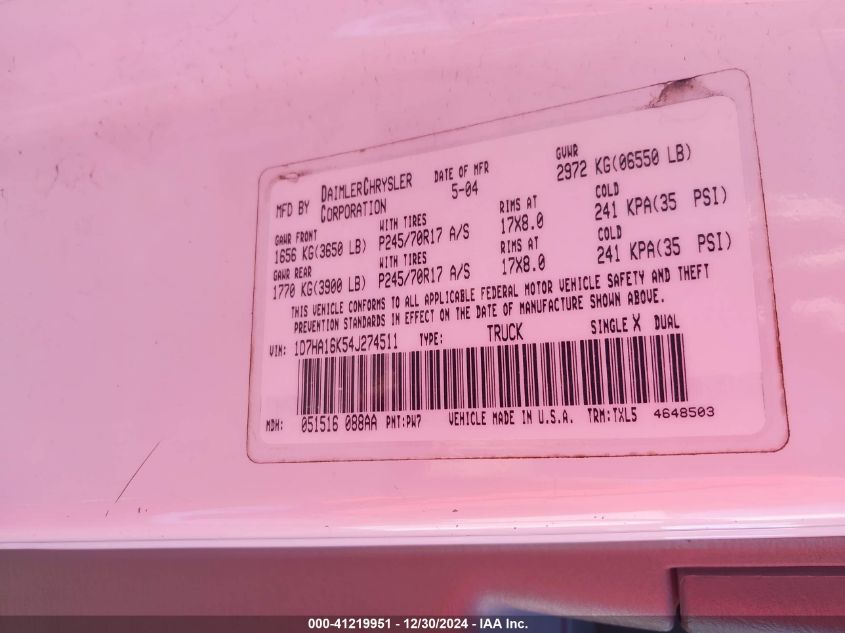 MFD BY DAIMLERCHRYSLER CORPORATION DATE OF MFR 5-04 GVWR 2972 KG(06550 LB)
GAWR FRONT WITH TIRES RIMS AT COLD
1656 KG(3650 LB) P245/70R17 A/S 17X8.0 241 KPA(35 PSI)
GAWR REAR WITH TIRES RIMS AT COLD
1770 KG(3900 LB) P245/70R17 A/S 17X8.0 241 KPA(35 PSI)
THIS VEHICLE CONFORMS TO ALL APPLICABLE FEDERAL MOTOR VEHICLE SAFETY AND THEFT
PREVENTION STANDARDS IN EFFECT ON THE DATE OF MANUFACTURE SHOWN ABOVE.
VIN: 1D7HA16K54J274511 TYPE: TRUCK SINGLE X DUAL
MDH: 051516 088AA PNT:PW7 VEHICLE MADE IN U.S.A. TRM:TXL5 4648503
000-41219951 - 12/30/2024 - IAA Inc.